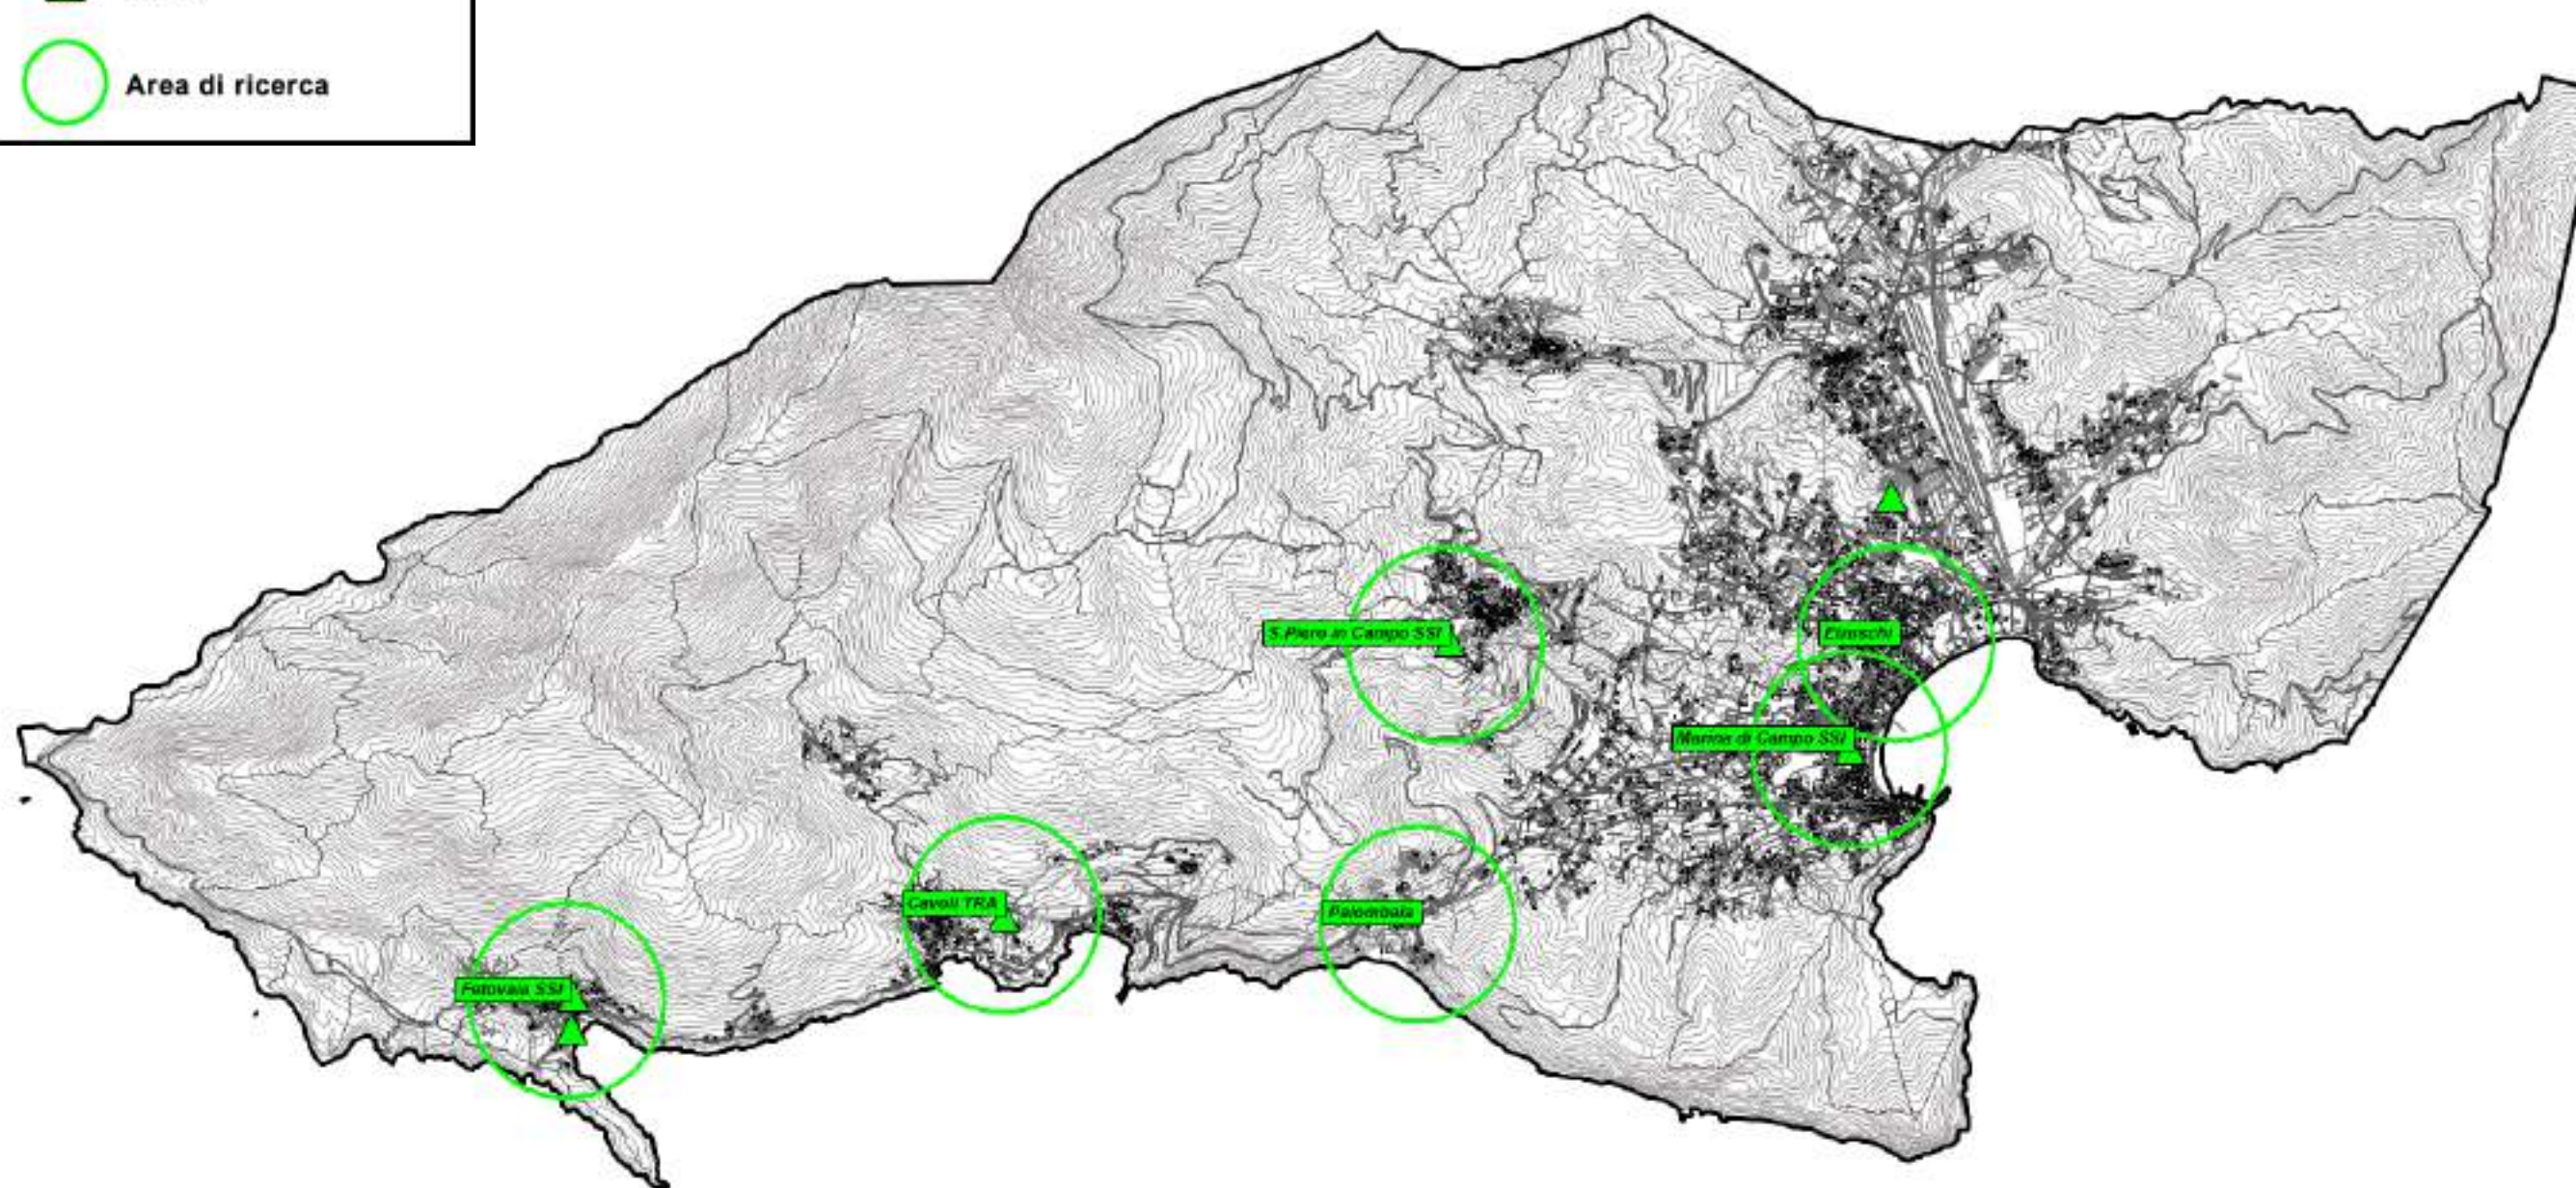 Area di ricerca
S.Piero in Campo SSI
Etruschi
Marina di Campo SSI
Cavoli TRA
Palombaia
Fetovaia SSI